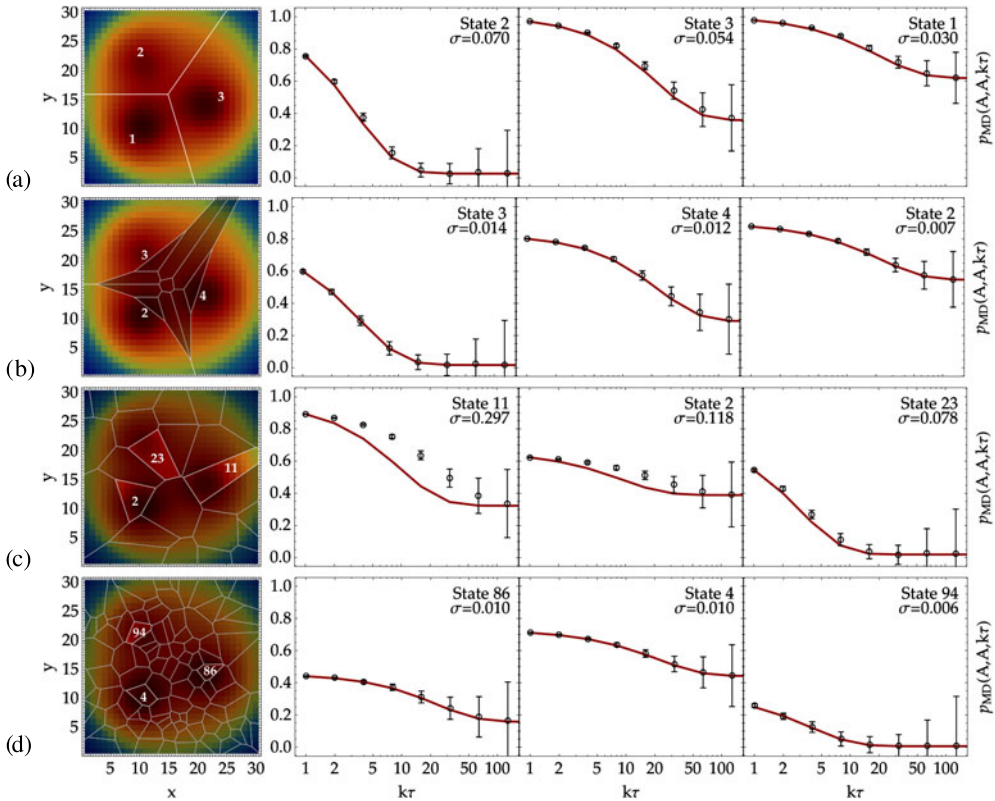 (a)
y
30
25
20
15
10
5
2
3
1
1.0
0.8
0.6
0.4
0.2
0.0
State 2
σ=0.070
State 3
σ=0.054
State 1
σ=0.030
pMD(A,A,kτ)
(b)
y
30
25
20
15
10
5
3
4
2
1.0
0.8
0.6
0.4
0.2
0.0
State 3
σ=0.014
State 4
σ=0.012
State 2
σ=0.007
pMD(A,A,kτ)
(c)
y
30
25
20
15
10
5
23
11
2
1.0
0.8
0.6
0.4
0.2
0.0
State 11
σ=0.297
State 2
σ=0.118
State 23
σ=0.078
pMD(A,A,kτ)
(d)
y
30
25
20
15
10
5
94
86
4
1.0
0.8
0.6
0.4
0.2
0.0
State 86
σ=0.010
State 4
σ=0.010
State 94
σ=0.006
pMD(A,A,kτ)
5 10 15 20 25 30
x
1 2 5 10 20 50 100
kτ
1 2 5 10 20 50 100
kτ
1 2 5 10 20 50 100
kτ